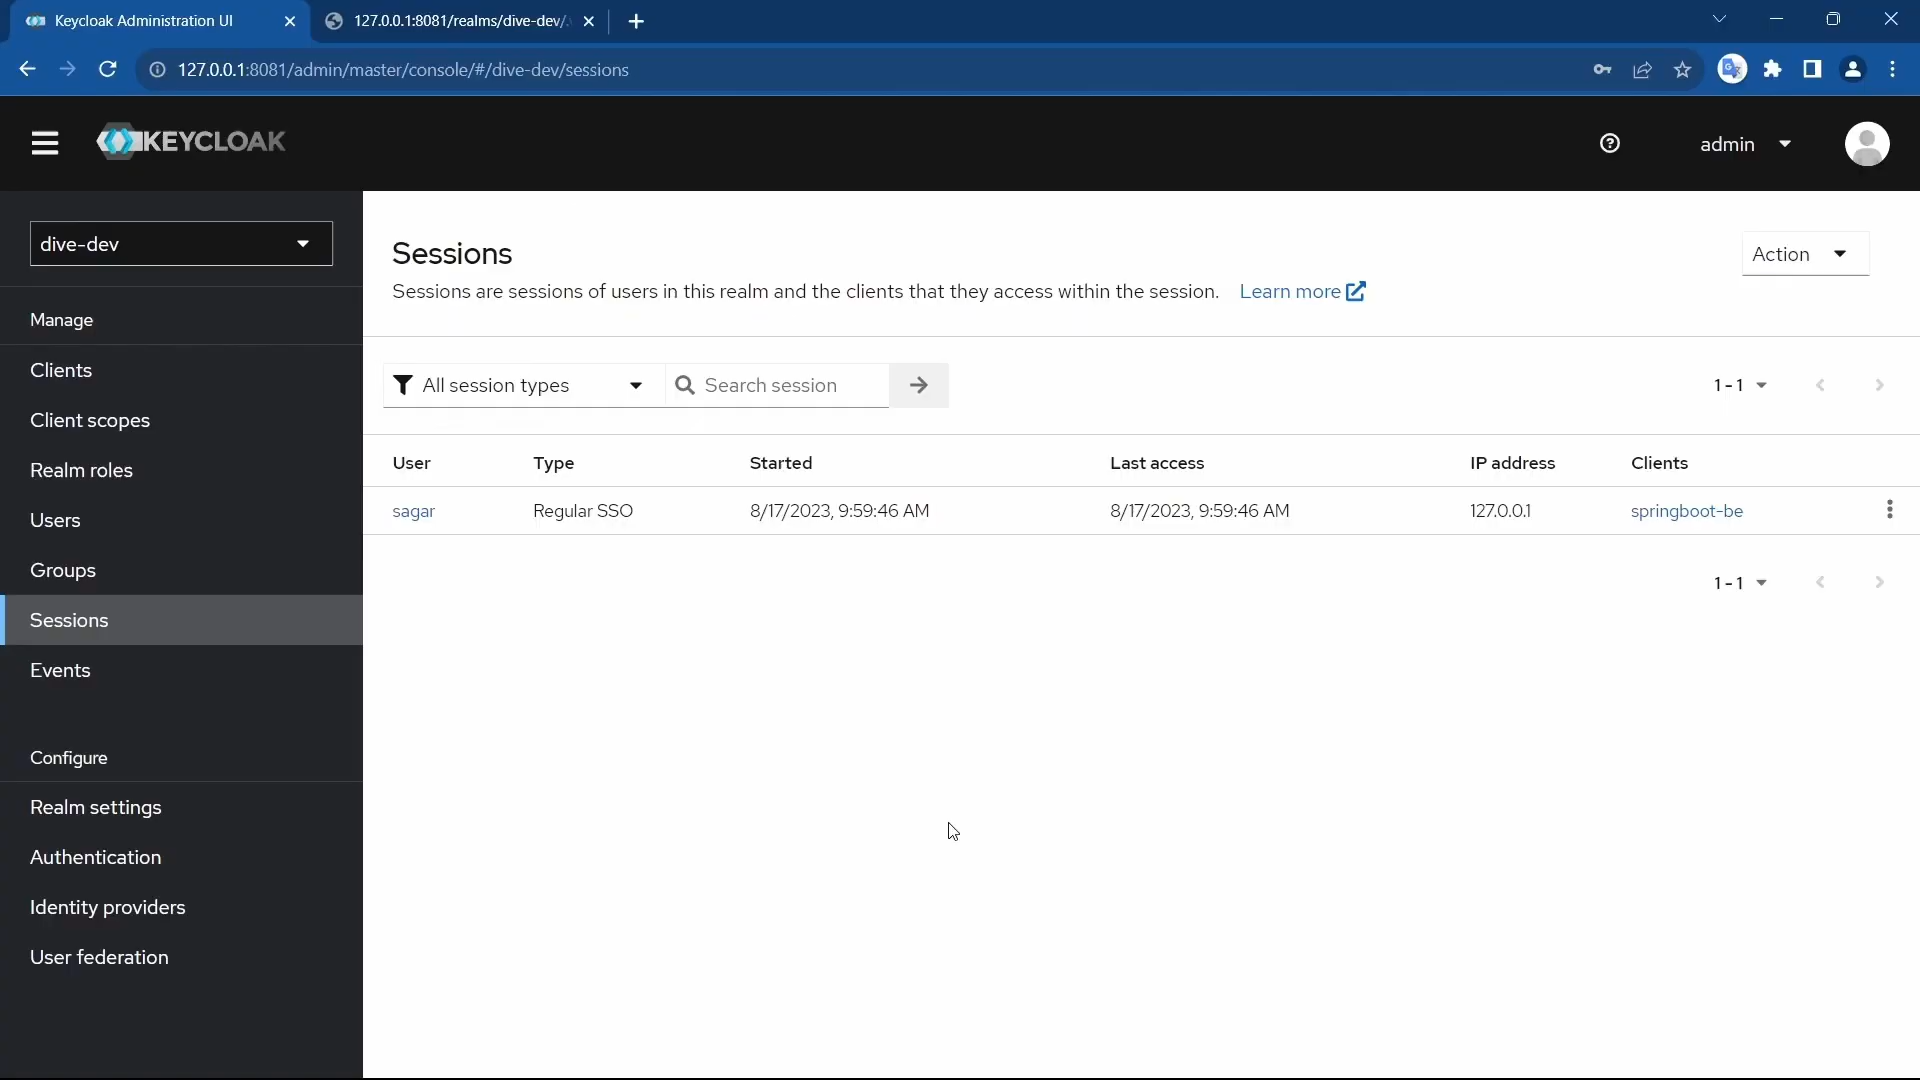 Keycloak Administration UI
127.0.0.1:8081/realms/dive-dev/.
127.0.0.1:8081/admin/master/console/#/dive-dev/sessions
KEYCLOAK
admin
dive-dev
Manage
Clients
Client scopes
Realm roles
Users
Groups
Sessions
Events
Configure
Realm settings
Authentication
Identity providers
User federation
Sessions
Action
Sessions are sessions of users in this realm and the clients that they access within the session. Learn more
All session types
Search session
1 - 1
User Type Started Last access IP address Clients
sagar Regular SSO 8/17/2023, 9:59:46 AM 8/17/2023, 9:59:46 AM 127.0.0.1 springboot-be
1 - 1